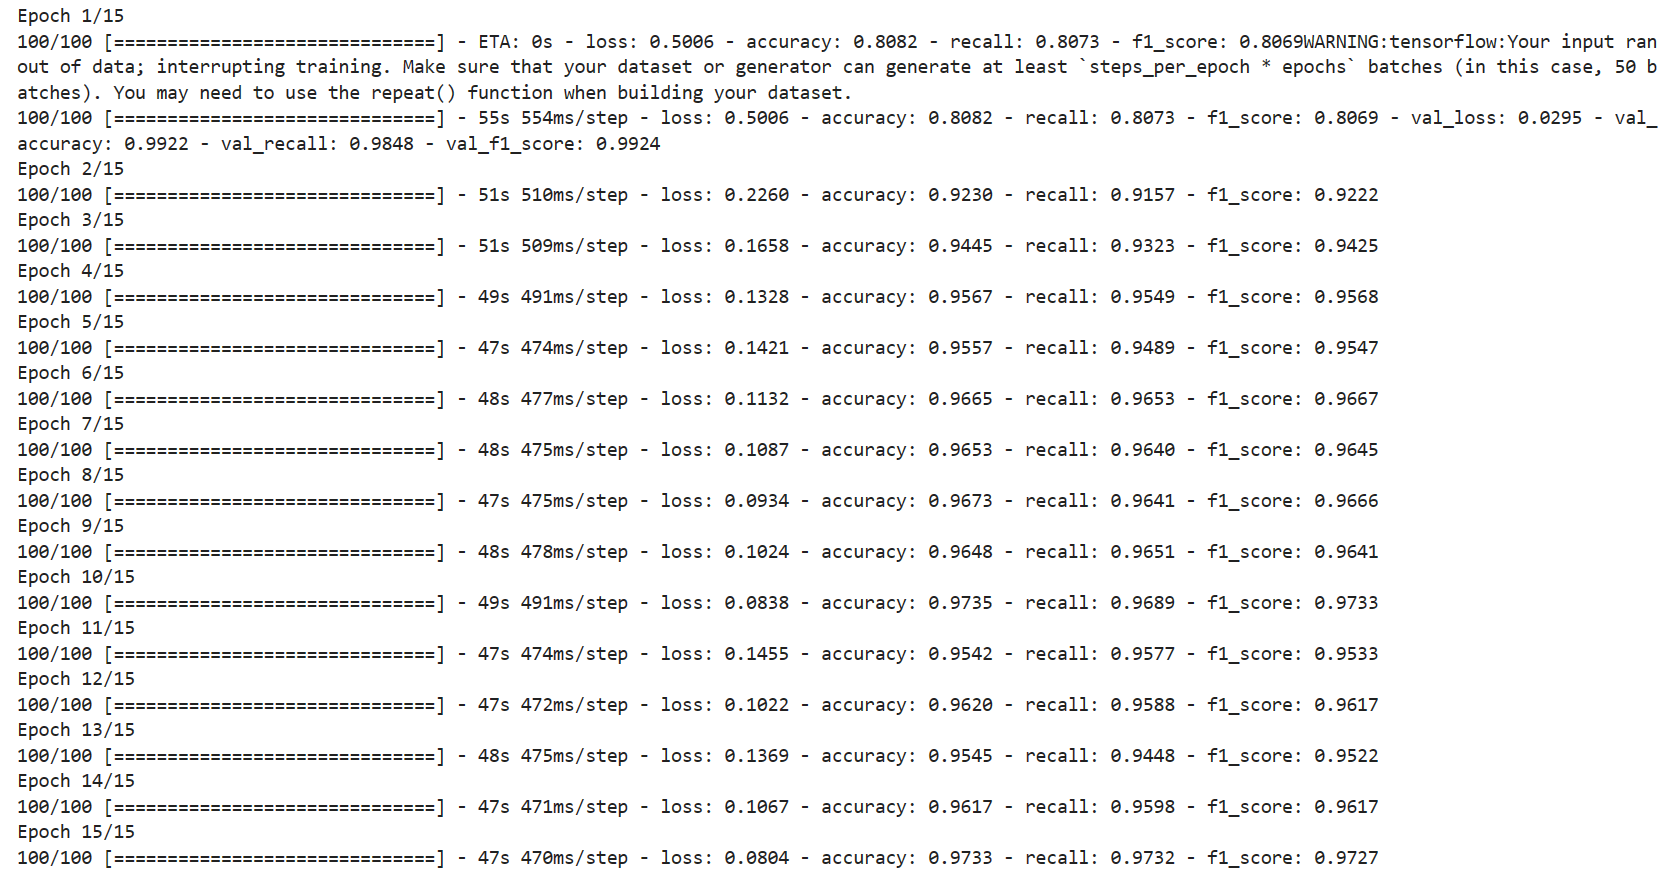 Epoch 1/15
100/100 [==============================] - ETA: 0s - loss: 0.5006 - accuracy: 0.8082 - recall: 0.8073 - f1_score: 0.8069WARNING:tensorflow:Your input ran
out of data; interrupting training. Make sure that your dataset or generator can generate at least `steps_per_epoch * epochs` batches (in this case, 50 b
atches). You may need to use the repeat() function when building your dataset.
100/100 [==============================] - 55s 554ms/step - loss: 0.5006 - accuracy: 0.8082 - recall: 0.8073 - f1_score: 0.8069 - val_loss: 0.0295 - val_
accuracy: 0.9922 - val_recall: 0.9848 - val_f1_score: 0.9924
Epoch 2/15
100/100 [==============================] - 51s 510ms/step - loss: 0.2260 - accuracy: 0.9230 - recall: 0.9157 - f1_score: 0.9222
Epoch 3/15
100/100 [==============================] - 51s 509ms/step - loss: 0.1658 - accuracy: 0.9445 - recall: 0.9323 - f1_score: 0.9425
Epoch 4/15
100/100 [==============================] - 49s 491ms/step - loss: 0.1328 - accuracy: 0.9567 - recall: 0.9549 - f1_score: 0.9568
Epoch 5/15
100/100 [==============================] - 47s 474ms/step - loss: 0.1421 - accuracy: 0.9557 - recall: 0.9489 - f1_score: 0.9547
Epoch 6/15
100/100 [==============================] - 48s 477ms/step - loss: 0.1132 - accuracy: 0.9665 - recall: 0.9653 - f1_score: 0.9667
Epoch 7/15
100/100 [==============================] - 48s 475ms/step - loss: 0.1087 - accuracy: 0.9653 - recall: 0.9640 - f1_score: 0.9645
Epoch 8/15
100/100 [==============================] - 47s 475ms/step - loss: 0.0934 - accuracy: 0.9673 - recall: 0.9641 - f1_score: 0.9666
Epoch 9/15
100/100 [==============================] - 48s 478ms/step - loss: 0.1024 - accuracy: 0.9648 - recall: 0.9651 - f1_score: 0.9641
Epoch 10/15
100/100 [==============================] - 49s 491ms/step - loss: 0.0838 - accuracy: 0.9735 - recall: 0.9689 - f1_score: 0.9733
Epoch 11/15
100/100 [==============================] - 47s 474ms/step - loss: 0.1455 - accuracy: 0.9542 - recall: 0.9577 - f1_score: 0.9533
Epoch 12/15
100/100 [==============================] - 47s 472ms/step - loss: 0.1022 - accuracy: 0.9620 - recall: 0.9588 - f1_score: 0.9617
Epoch 13/15
100/100 [==============================] - 48s 475ms/step - loss: 0.1369 - accuracy: 0.9545 - recall: 0.9448 - f1_score: 0.9522
Epoch 14/15
100/100 [==============================] - 47s 471ms/step - loss: 0.1067 - accuracy: 0.9617 - recall: 0.9598 - f1_score: 0.9617
Epoch 15/15
100/100 [==============================] - 47s 470ms/step - loss: 0.0804 - accuracy: 0.9733 - recall: 0.9732 - f1_score: 0.9727